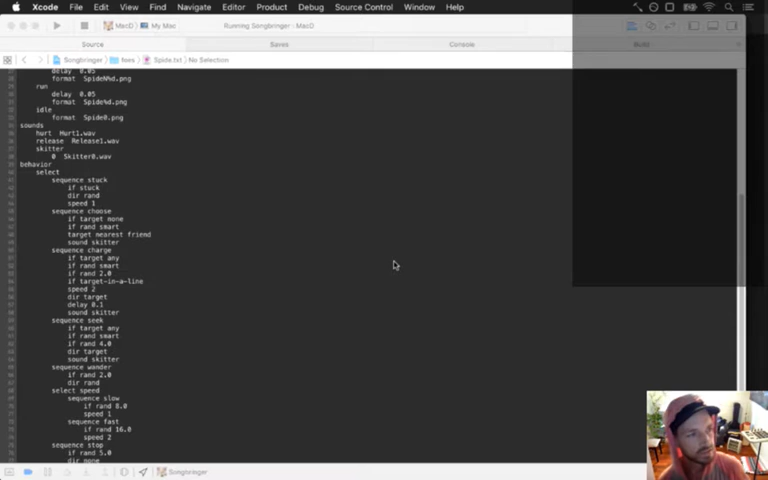 Xcode File Edit View Find Navigate Editor Product Debug Source Control Window Help
MacD My Mac Running Songbringer : MacD
Source Saves Console Build
Songbringer foes Spide.txt No Selection
delay 0.05
format Spide%d.png
run
delay 0.05
format Spide%d.png
idle
format Spide0.png
sounds
hurt Hurt1.wav
release Release1.wav
skitter
0 Skitter0.wav
behavior
select
sequence stuck
if stuck
dir rand
speed 1
sequence choose
if target none
if rand smart
target nearest friend
sound skitter
sequence charge
if target any
if rand smart
if rand 2.0
if target-in-a-line
speed 2
dir target
delay 0.1
sound skitter
sequence seek
if target any
if rand smart
if rand 4.0
dir target
sound skitter
sequence wander
if rand 2.0
dir rand
select speed
sequence slow
if rand 8.0
speed 1
sequence fast
if rand 16.0
speed 2
sequence stop
if rand 5.0
dir none
Songbringer